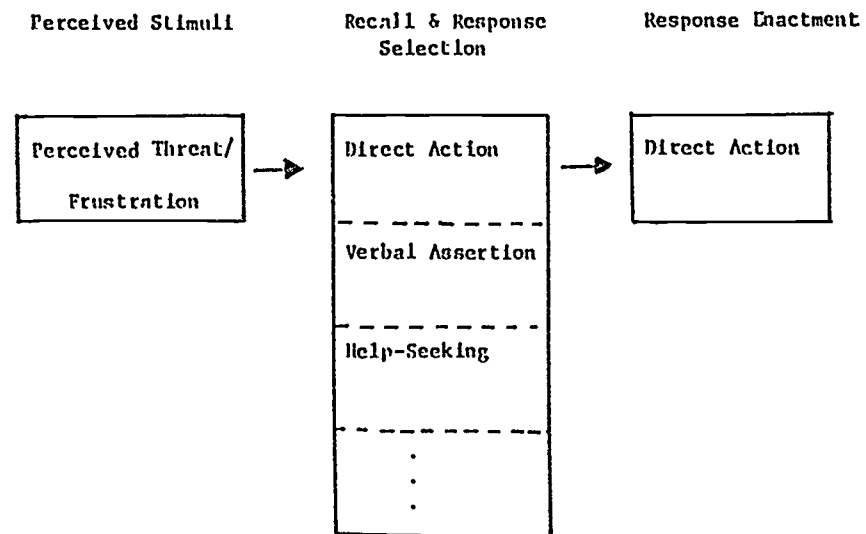 Perceived Stimuli
Recall & Response
Selection
Response Enactment
Perceived Threat/
Frustration
Direct Action
Verbal Assertion
Help-Seeking
.
.
.
Direct Action